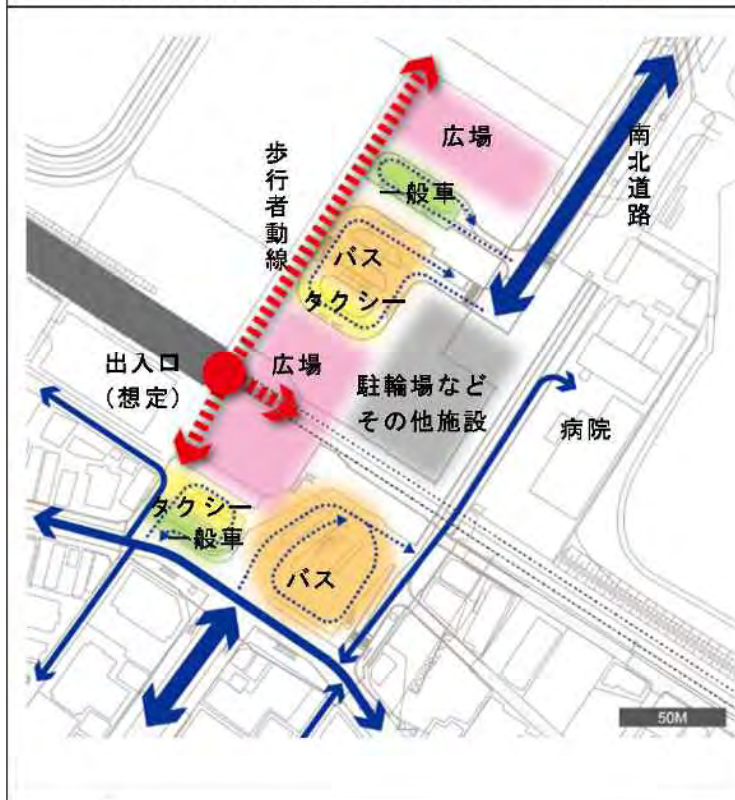 広場
南北道路
歩行者動線
一般車
バス
タクシー
出入口
(想定)
広場
駐輪場など
その他施設
病院
タクシー
一般車
バス
50M